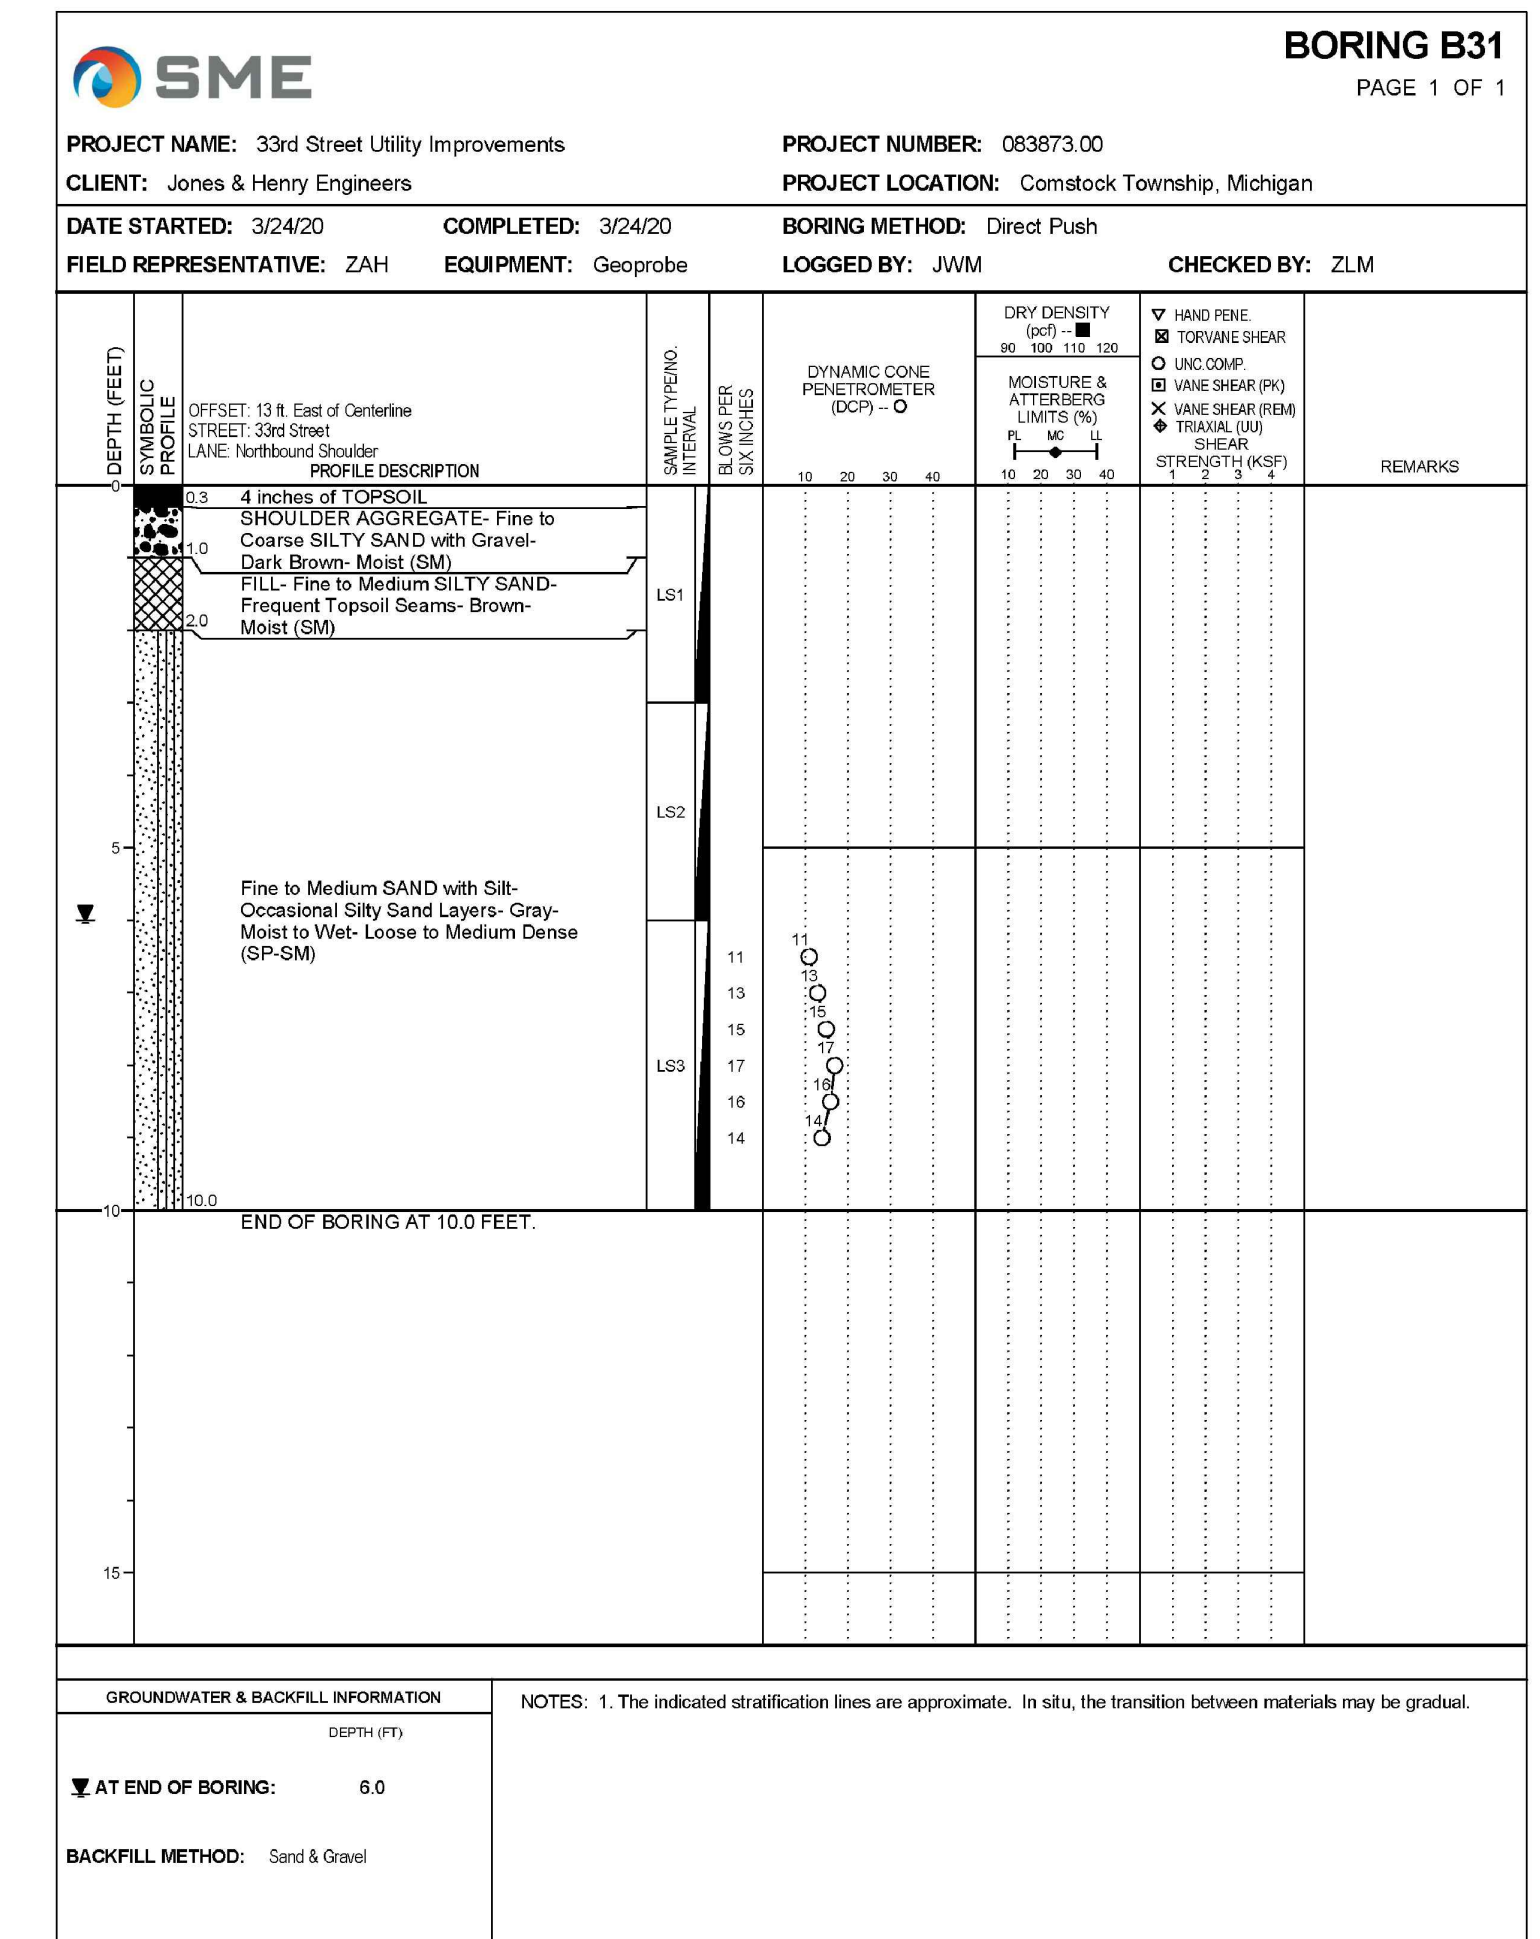 SME
BORING B31
PAGE 1 OF 1
PROJECT NAME: 33rd Street Utility Improvements
PROJECT NUMBER: 083873.00
CLIENT: Jones & Henry Engineers
PROJECT LOCATION: Comstock Township, Michigan
DATE STARTED: 3/24/20
COMPLETED: 3/24/20
BORING METHOD: Direct Push
FIELD REPRESENTATIVE: ZAH
EQUIPMENT: Geoprobe
LOGGED BY: JWM
CHECKED BY: ZLM
DEPTH (FEET)
SYMBOLIC
PROFILE
OFFSET: 13 ft. East of Centerline
STREET: 33rd Street
LANE: Northbound Shoulder
PROFILE DESCRIPTION
SAMPLE TYPE/NO.
INTERVAL
BLOWS PER
SIX INCHES
DYNAMIC CONE
PENETROMETER
(DCP) -- O
10 20 30 40
DRY DENSITY
(pcf) -- ■
90 100 110 120
MOISTURE &
ATTERBERG
LIMITS (%)
PL MC LL
10 20 30 40
HAND PENE.
TORVANE SHEAR
UNC.COMP.
VANE SHEAR (PK)
VANE SHEAR (REM)
TRIAXIAL (UU)
SHEAR
STRENGTH (KSF)
1 2 3 4
REMARKS
0
0.3 4 inches of TOPSOIL
SHOULDER AGGREGATE- Fine to
Coarse SILTY SAND with Gravel-
1.0
Dark Brown- Moist (SM)
FILL- Fine to Medium SILTY SAND-
Frequent Topsoil Seams- Brown-
2.0
Moist (SM)
LS1
LS2
5
Fine to Medium SAND with Silt-
Occasional Silty Sand Layers- Gray-
Moist to Wet- Loose to Medium Dense
(SP-SM)
11 11
13 13
15 15
LS3
17 17
16 16
14 14
10.0
10
END OF BORING AT 10.0 FEET.
15
GROUNDWATER & BACKFILL INFORMATION
DEPTH (FT)
AT END OF BORING: 6.0
BACKFILL METHOD: Sand & Gravel
NOTES: 1. The indicated stratification lines are approximate. In situ, the transition between materials may be gradual.